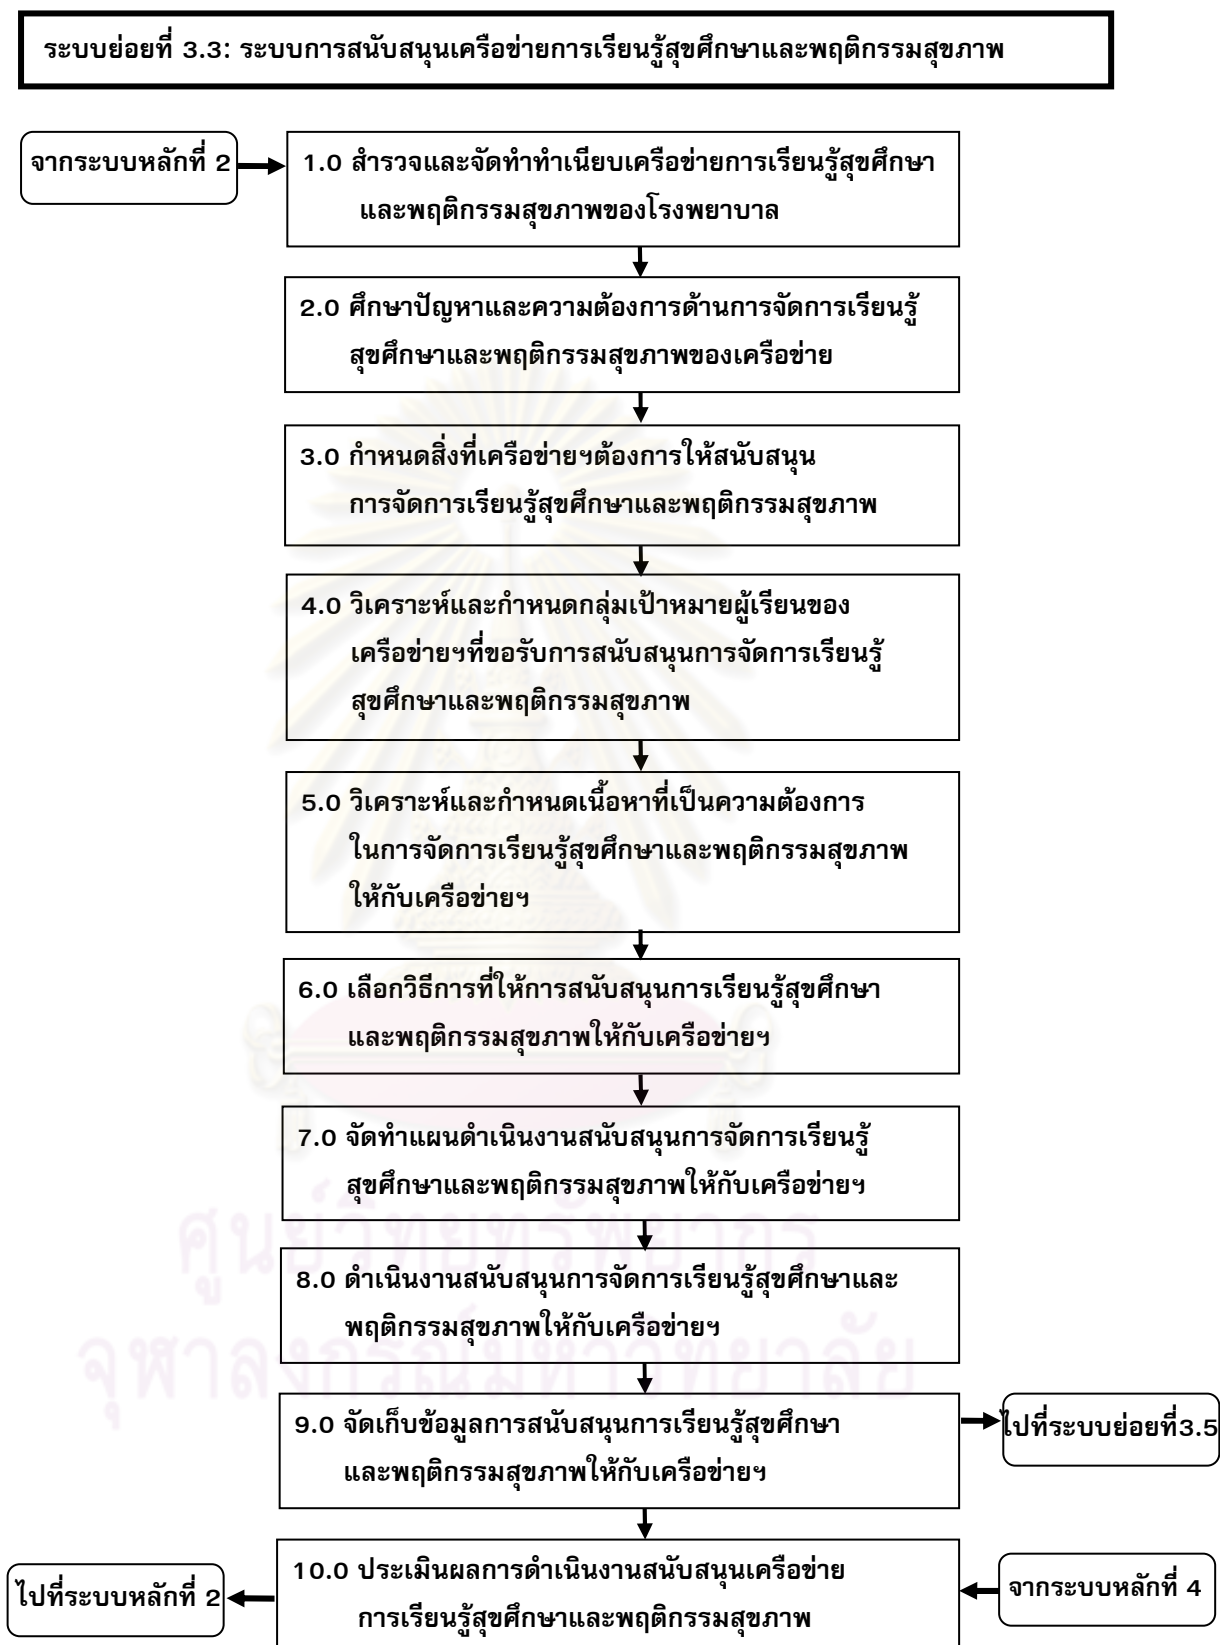 ระบบย่อยที่ 3.3: ระบบการสนับสนุนเครือข่ายการเรียนรู้สุขศึกษาและพฤติกรรมสุขภาพ
จากระบบหลักที่ 2
1.0 สำรวจและจัดทำทำเนียบเครือข่ายการเรียนรู้สุขศึกษา
และพฤติกรรมสุขภาพของโรงพยาบาล
2.0 ศึกษาปัญหาและความต้องการด้านการจัดการเรียนรู้
สุขศึกษาและพฤติกรรมสุขภาพของเครือข่าย
3.0 กำหนดสิ่งที่เครือข่ายฯต้องการให้สนับสนุน
การจัดการเรียนรู้สุขศึกษาและพฤติกรรมสุขภาพ
4.0 วิเคราะห์และกำหนดกลุ่มเป้าหมายผู้เรียนของ
เครือข่ายฯที่ขอรับการสนับสนุนการจัดการเรียนรู้
สุขศึกษาและพฤติกรรมสุขภาพ
5.0 วิเคราะห์และกำหนดเนื้อหาที่เป็นความต้องการ
ในการจัดการเรียนรู้สุขศึกษาและพฤติกรรมสุขภาพ
ให้กับเครือข่ายฯ
6.0 เลือกวิธีการที่ให้การสนับสนุนการเรียนรู้สุขศึกษา
และพฤติกรรมสุขภาพให้กับเครือข่ายฯ
7.0 จัดทำแผนดำเนินงานสนับสนุนการจัดการเรียนรู้
สุขศึกษาและพฤติกรรมสุขภาพให้กับเครือข่ายฯ
ศูนย์วิทยทรัพยากร
8.0 ดำเนินงานสนับสนุนการจัดการเรียนรู้สุขศึกษาและ
พฤติกรรมสุขภาพให้กับเครือข่ายฯ
จุฬาลงกรณ์มหาวิทยาลัย
9.0 จัดเก็บข้อมูลการสนับสนุนการเรียนรู้สุขศึกษา
และพฤติกรรมสุขภาพให้กับเครือข่ายฯ
ไปที่ระบบย่อยที่3.5
10.0 ประเมินผลการดำเนินงานสนับสนุนเครือข่าย
การเรียนรู้สุขศึกษาและพฤติกรรมสุขภาพ
ไปที่ระบบหลักที่ 2
จากระบบหลักที่ 4